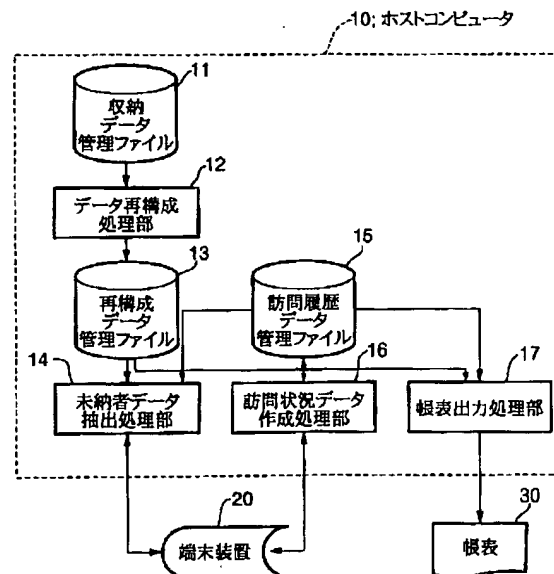 10; ホストコンピュータ
11
収納
データ
管理ファイル
12
データ再構成
処理部
13
再構成
データ
管理ファイル
15
訪問履歴
データ
管理ファイル
14
未納者データ
抽出処理部
16
訪問状況データ
作成処理部
17
帳表出力処理部
20
端末装置
30
帳表